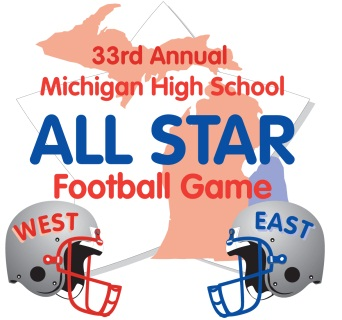 33rd Annual
Michigan High School
ALL STAR
Football Game
WEST
EAST